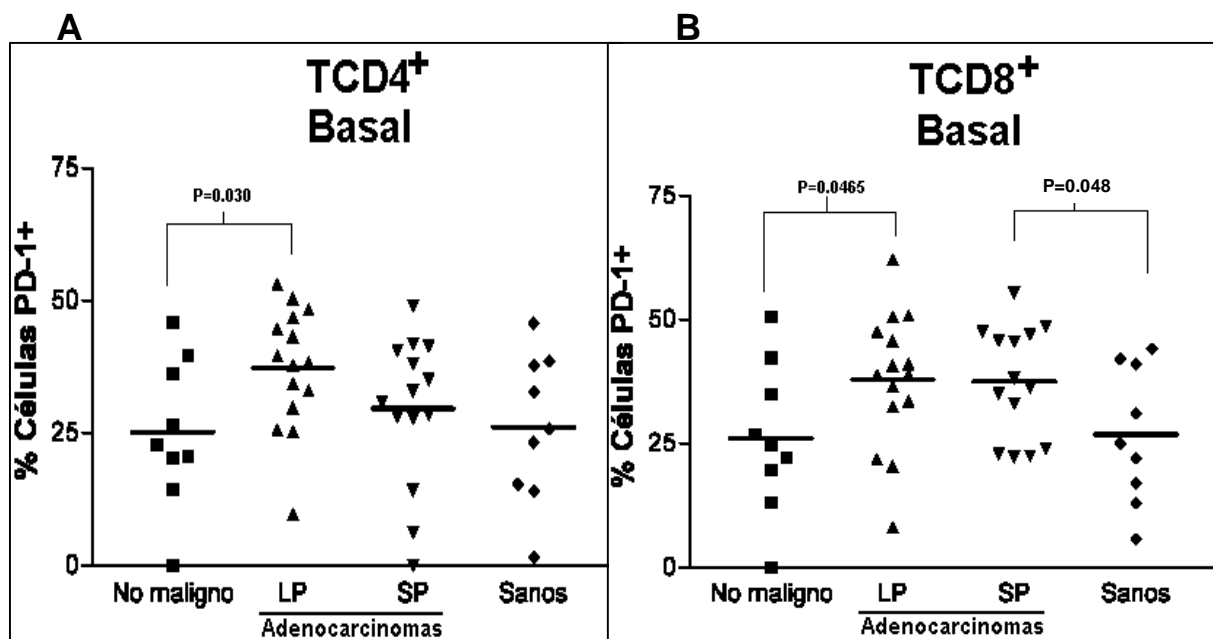 A
TCD4+
Basal
75
P=0.030
50
25
0
% Células PD-1+
No maligno LP SP Sanos
Adenocarcinomas
B
TCD8+
Basal
75
P=0.0465
P=0.048
50
25
0
% Células PD-1+
No maligno LP SP Sanos
Adenocarcinomas